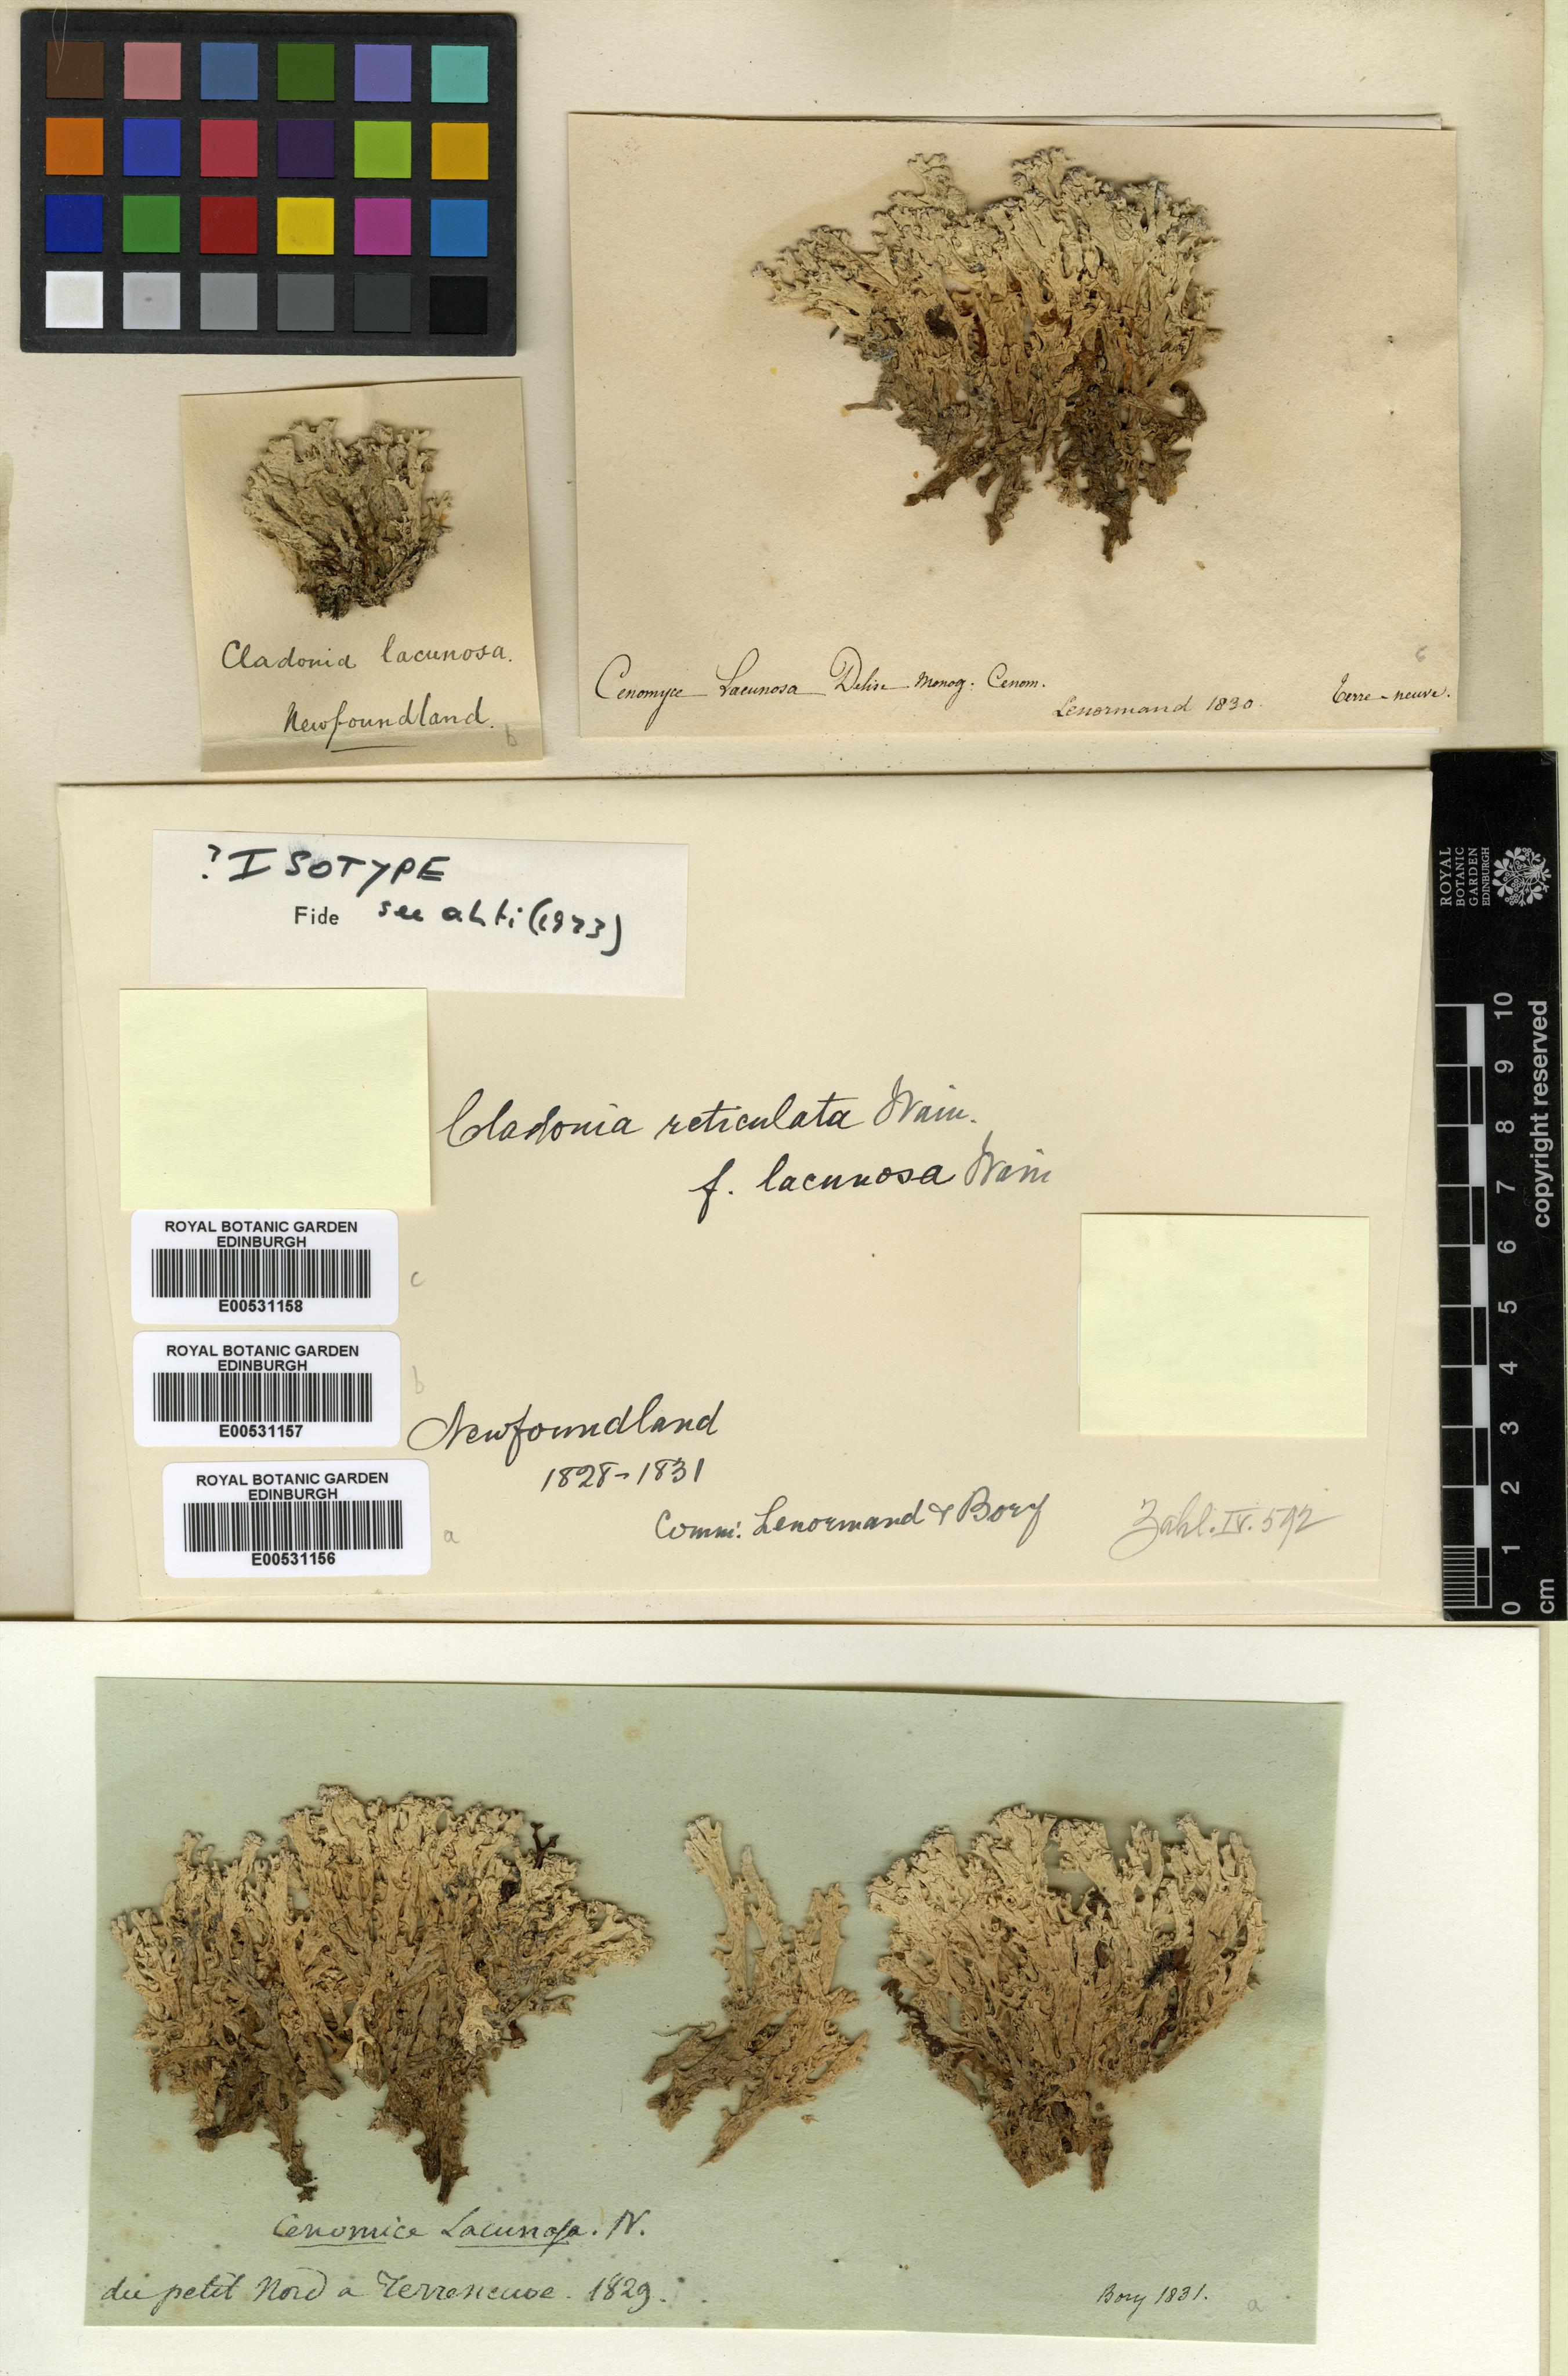 Cladonia lacunosa.
Newfoundland.
b
Cenomyce Lacunosa Delise Monog: Cenom.
Lenormand 1830.
Terre-neuve.
? ISOTYPE
Fide see ahti (1973)
Cladonia reticulata Wain.
f. lacunosa Wain
ROYAL BOTANIC GARDEN
EDINBURGH
E00531158
c
ROYAL BOTANIC GARDEN
EDINBURGH
E00531157
b
ROYAL BOTANIC GARDEN
EDINBURGH
E00531156
a
Newfoundland
1828-1831
Comm: Lenormand & Bory
Zahl. IV. 592
ROYAL
BOTANIC
GARDEN
EDINBURGH
copyright reserved
0 1 2 3 4 5 6 7 8 9 10
cm
Cenomice Lacunosa. N.
du petit Nord a Terreneuve. 1829.
Bory 1831.
a